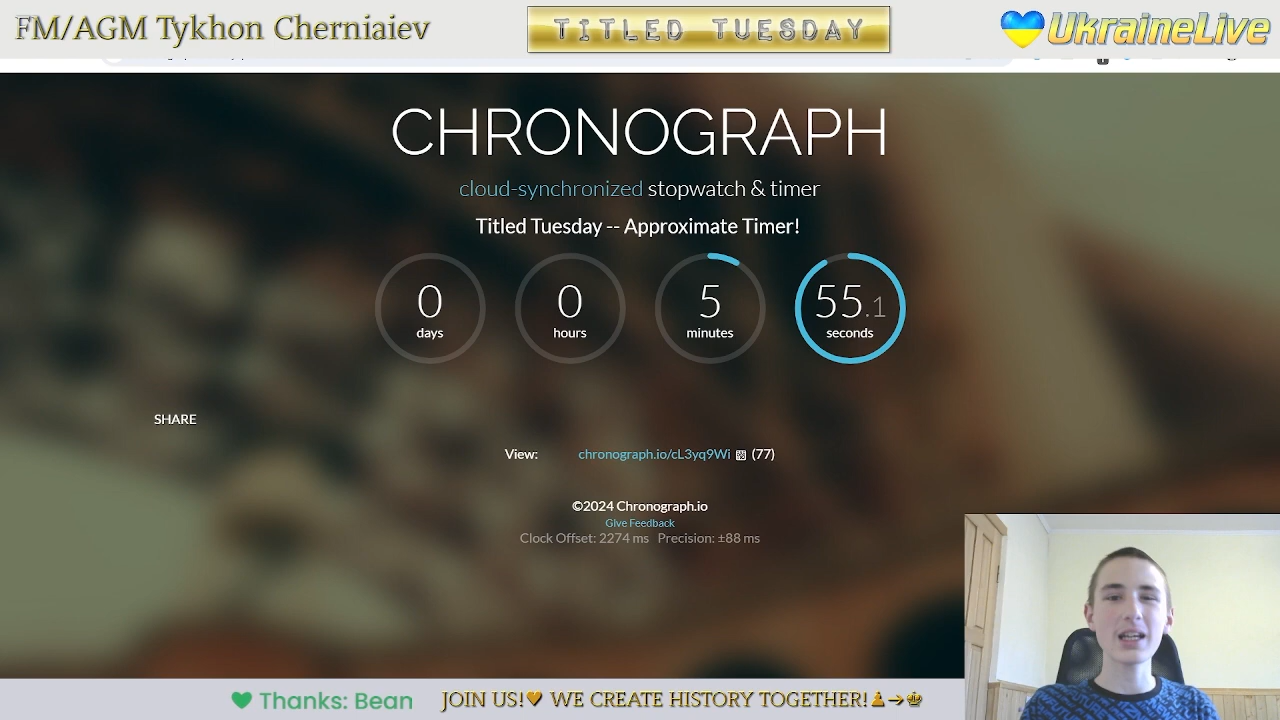 FM/AGM Tykhon Cherniaiev
TITLED TUESDAY
UkraineLive
CHRONOGRAPH
cloud-synchronized stopwatch & timer
Titled Tuesday -- Approximate Timer!
0 0 5 55.1
days hours minutes seconds
SHARE
View: chronograph.io/cL3yq9Wi (77)
©2024 Chronograph.io
Give Feedback
Clock Offset: 2274 ms Precision: ±88 ms
Thanks: Bean
JOIN US! WE CREATE HISTORY TOGETHER!